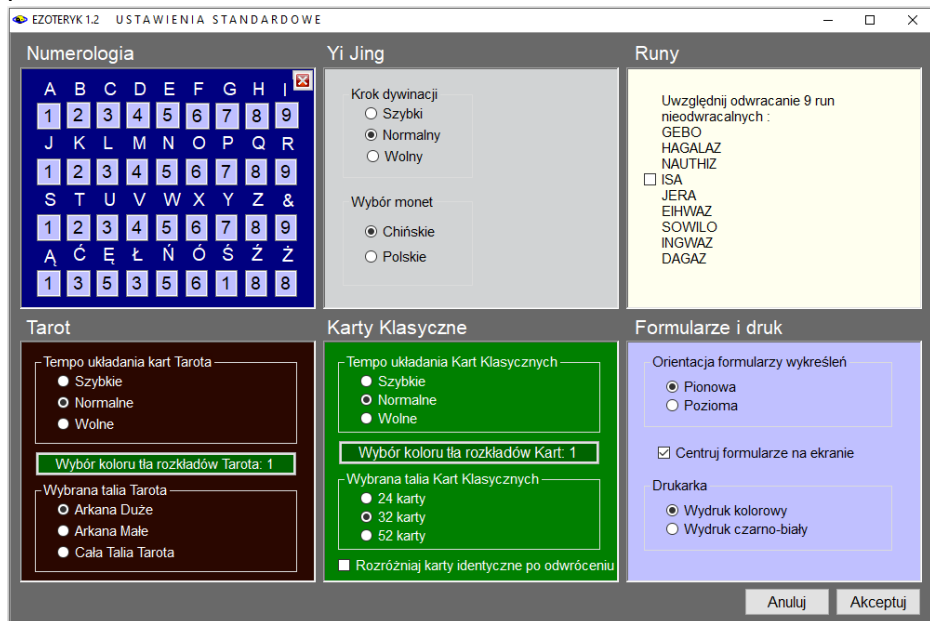 EZOTERYK 1.2 USTAWIENIA STANDARDOWE
Numerologia
A B C D E F G H I
1 2 3 4 5 6 7 8 9
J K L M N O P Q R
1 2 3 4 5 6 7 8 9
S T U V W X Y Z &
1 2 3 4 5 6 7 8 9
Ą Ć Ę Ł Ń Ó Ś Ź Ż
1 3 5 3 5 6 1 8 8
Yi Jing
Krok dywinacji
Szybki
Normalny
Wolny
Wybór monet
Chińskie
Polskie
Runy
Uwzględnij odwracanie 9 run
nieodwracalnych :
GEBO
HAGALAZ
NAUTHIZ
ISA
JERA
EIHWAZ
SOWILO
INGWAZ
DAGAZ
Tarot
Tempo układania kart Tarota
Szybkie
Normalne
Wolne
Wybór koloru tła rozkładów Tarota: 1
Wybrana talia Tarota
Arkana Duże
Arkana Małe
Cała Talia Tarota
Karty Klasyczne
Tempo układania Kart Klasycznych
Szybkie
Normalne
Wolne
Wybór koloru tła rozkładów Kart: 1
Wybrana talia Kart Klasycznych
24 karty
32 karty
52 karty
Rozróżniaj karty identyczne po odwróceniu
Formularze i druk
Orientacja formularzy wykreśleń
Pionowa
Pozioma
Centruj formularze na ekranie
Drukarka
Wydruk kolorowy
Wydruk czarno-biały
Anuluj
Akceptuj